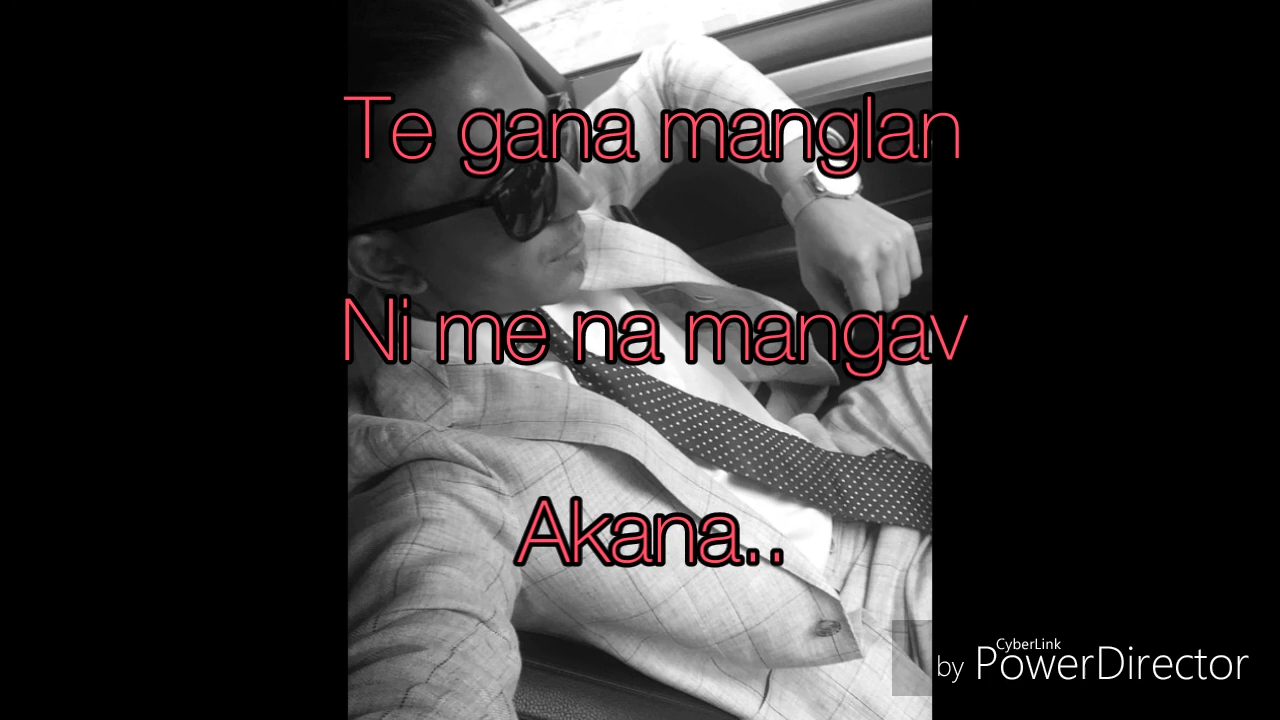 Te gana manglan
Ni me na mangav
Akana..
CyberLink
by PowerDirector